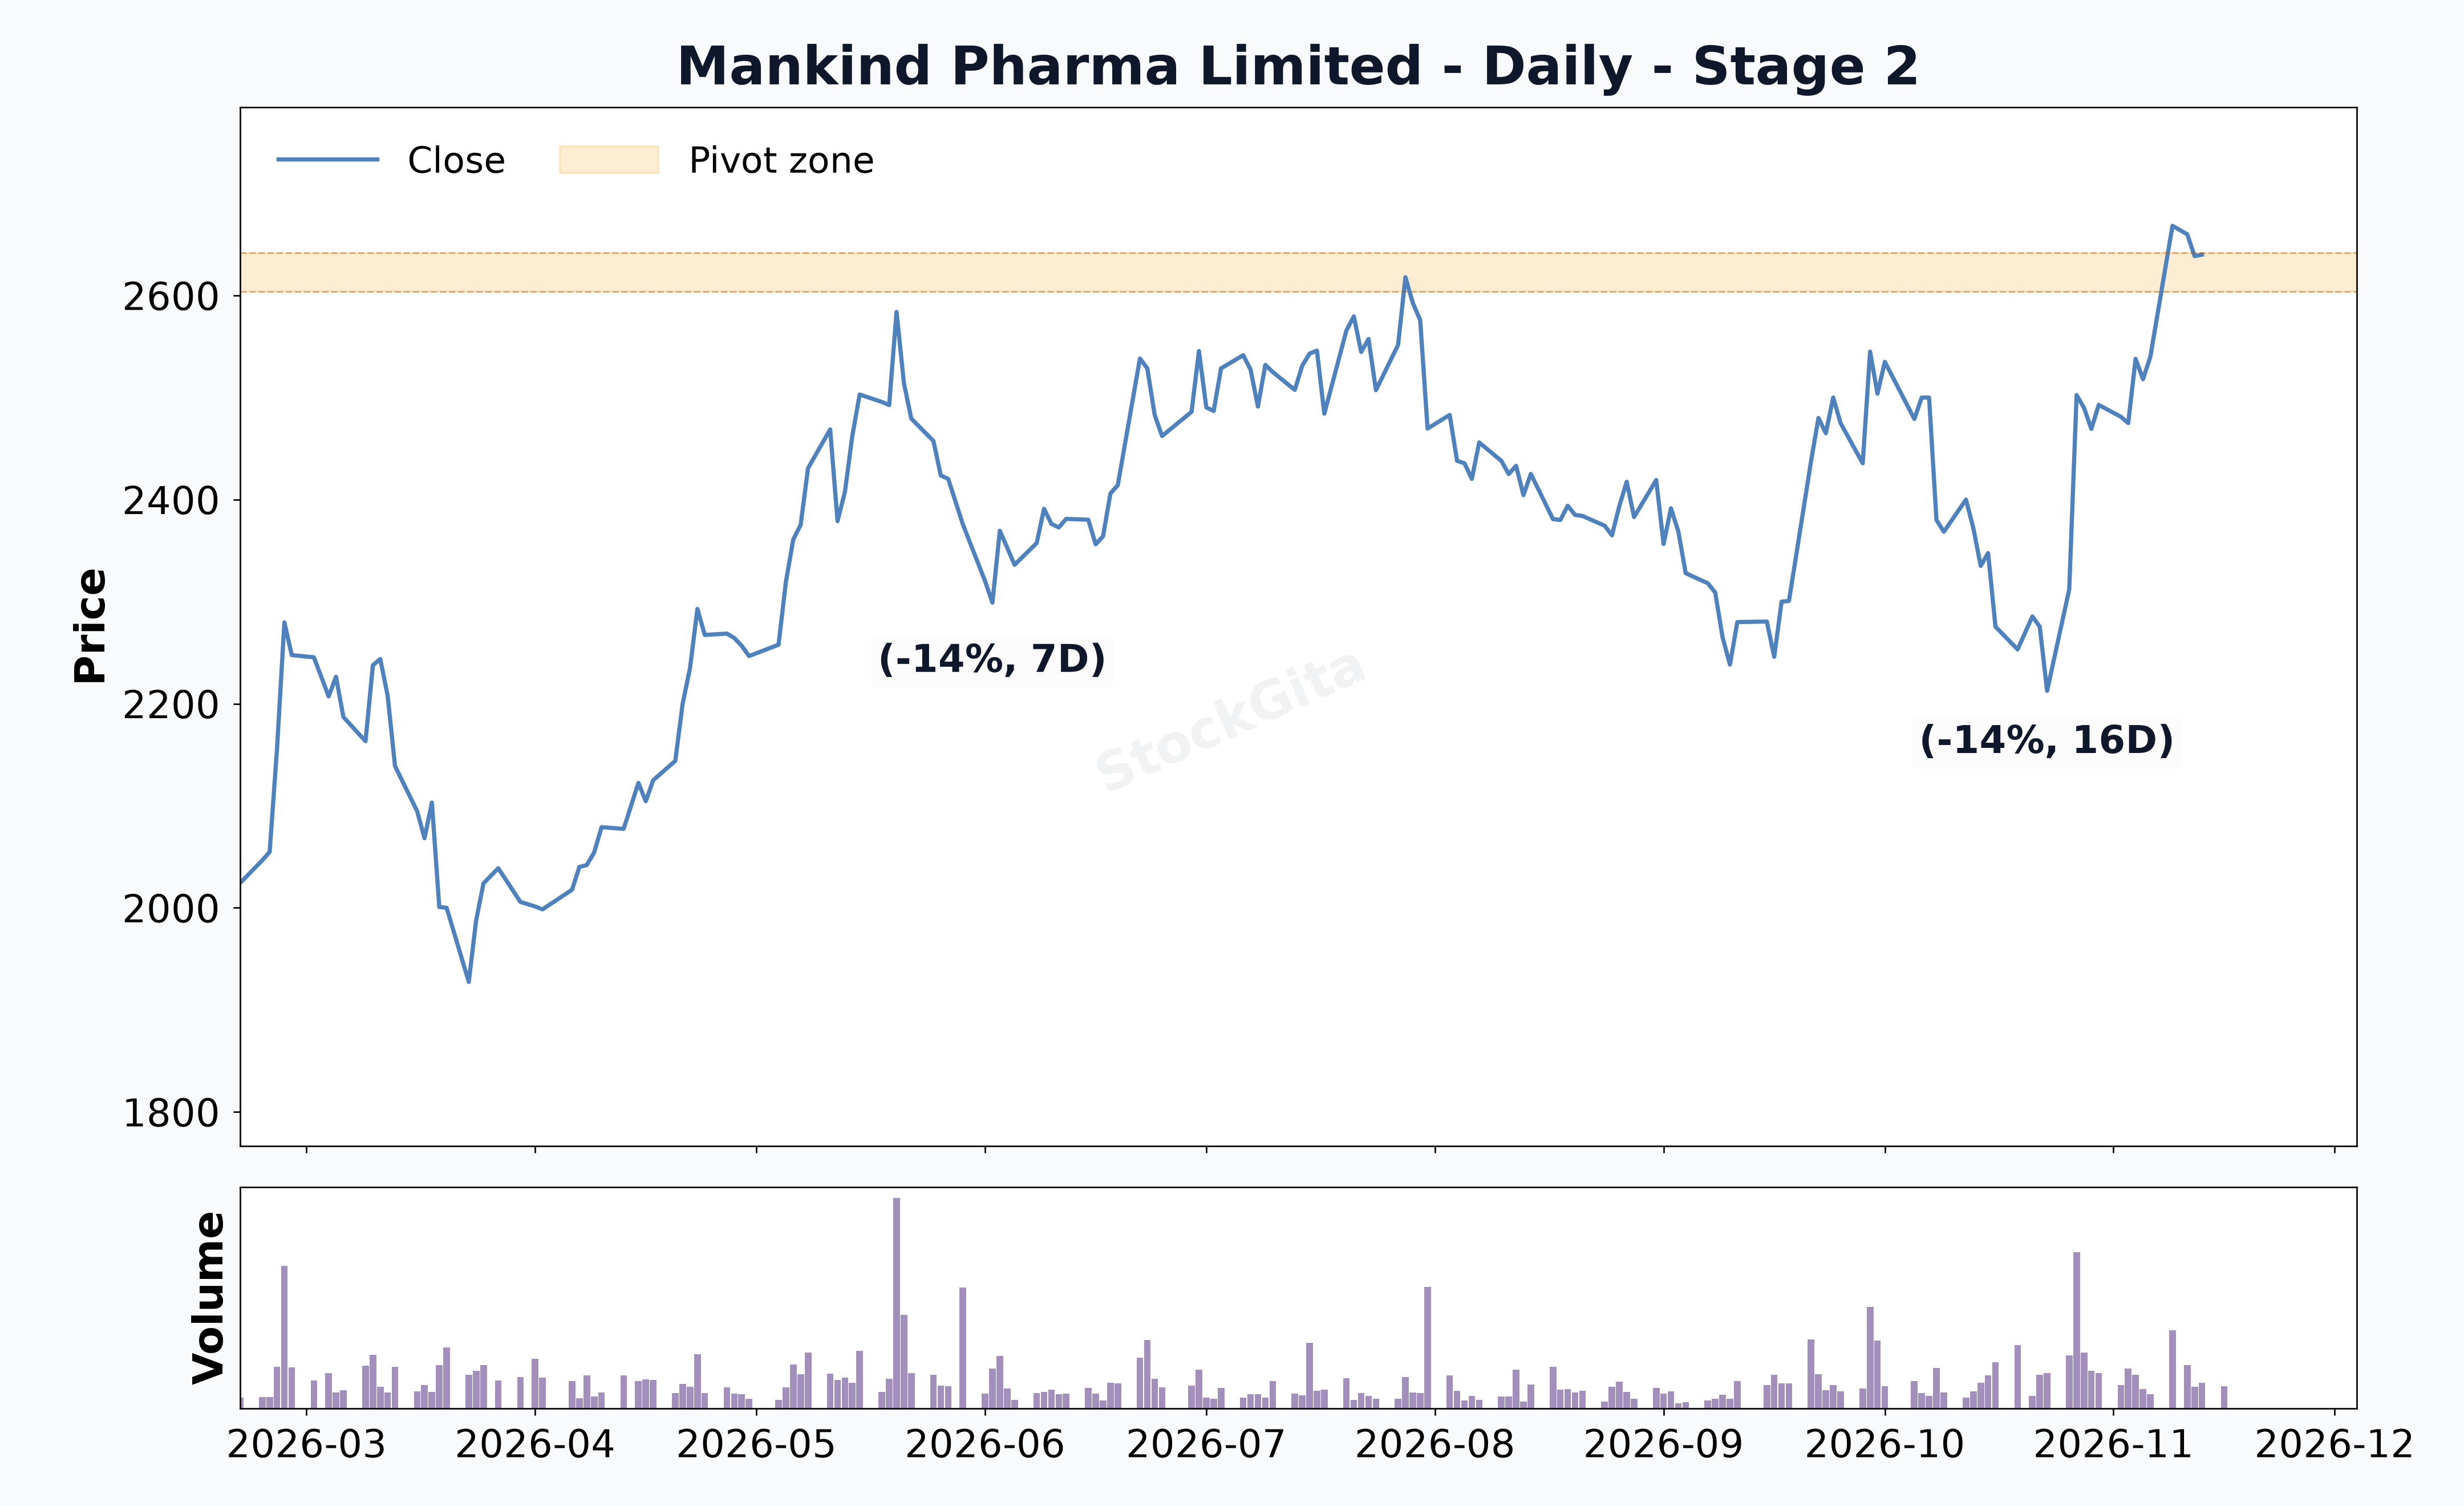 Mankind Pharma Limited - Daily - Stage 2
Close
Pivot zone
2600
2400
2200
2000
1800
Price
(-14%, 7D)
StockGita
(-14%, 16D)
Volume
2026-03
2026-04
2026-05
2026-06
2026-07
2026-08
2026-09
2026-10
2026-11
2026-12